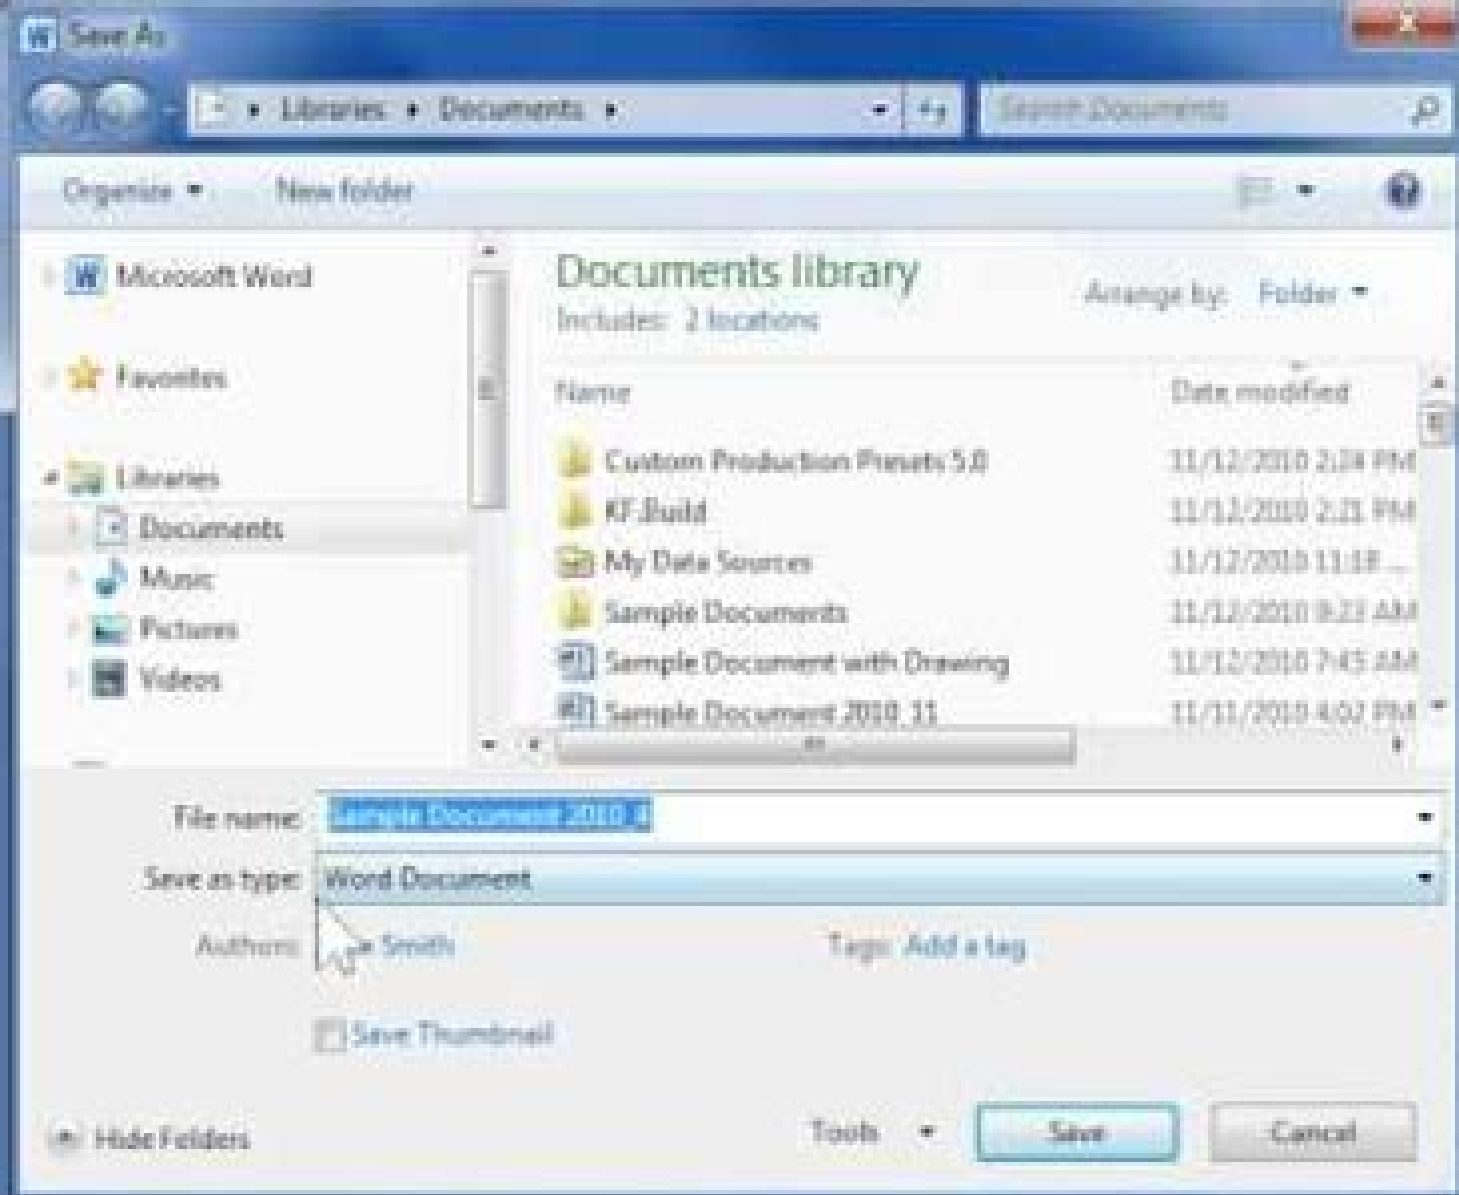 Save As
Libraries Documents
Search Documents
Organize
New folder
Microsoft Word
Favorites
Libraries
Documents
Music
Pictures
Videos
Documents library
Includes: 2 locations
Arrange by: Folder
Name
Date modified
Custom Production Presets 5.0
11/12/2010 2:24 PM
KF.Build
11/12/2010 2:21 PM
My Data Sources
11/12/2010 11:18 ...
Sample Documents
11/12/2010 9:23 AM
Sample Document with Drawing
11/12/2010 7:45 AM
Sample Document 2010_11
11/11/2010 4:02 PM
File name: Sample Document 2010_4
Save as type: Word Document
Authors: Smith
Tags: Add a tag
Save Thumbnail
Hide Folders
Tools
Save
Cancel